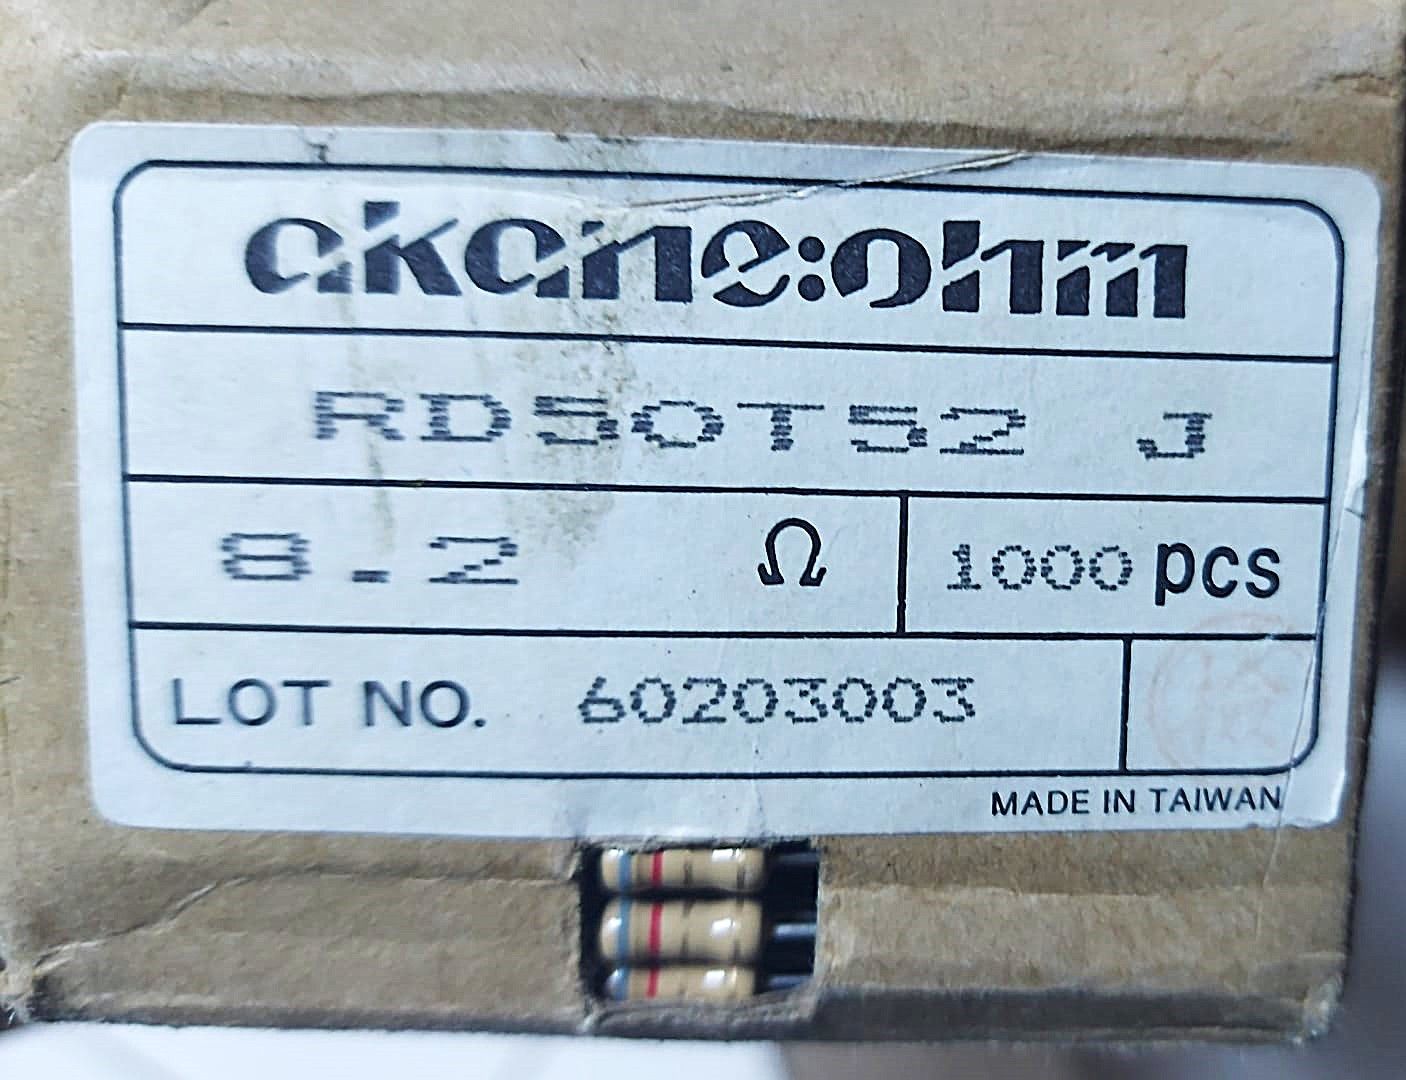 akane:ohm
RD50T52 J
8.2 Ω 1000 pcs
LOT NO. 60203003
MADE IN TAIWAN